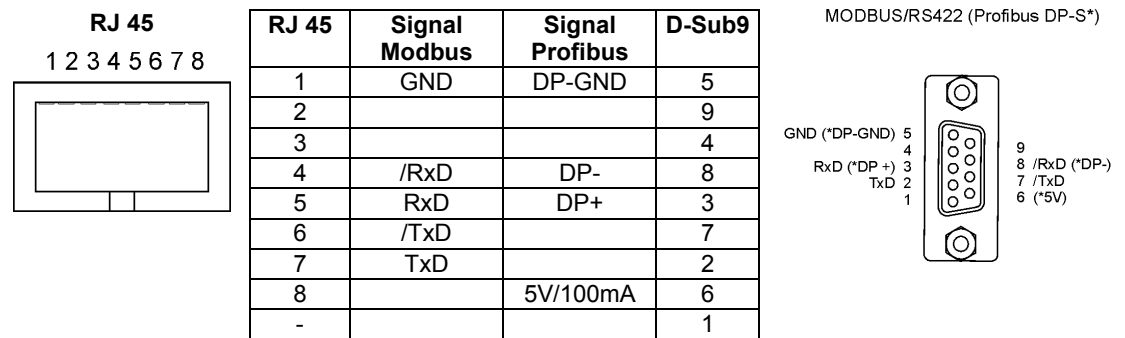 RJ 45
1 2 3 4 5 6 7 8
RJ 45 Signal Modbus Signal Profibus D-Sub9
1 GND DP-GND 5
2 9
3 4
4 /RxD DP- 8
5 RxD DP+ 3
6 /TxD 7
7 TxD 2
8 5V/100mA 6
- 1
MODBUS/RS422 (Profibus DP-S*)
GND (*DP-GND) 5
4
RxD (*DP +) 3
TxD 2
1
9
8 /RxD (*DP-)
7 /TxD
6 (*5V)